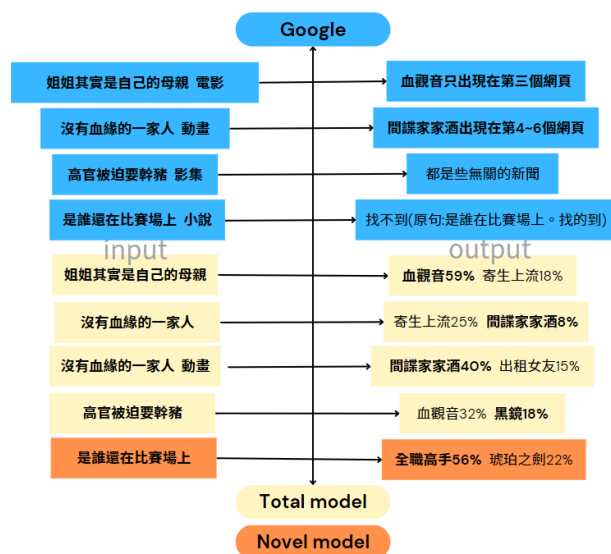 Google
姐姐其實是自己的母親 電影
血觀音只出現在第三個網頁
沒有血緣的一家人 動畫
間諜家家酒出現在第4~6個網頁
高官被迫要幹豬 影集
都是些無關的新聞
是誰還在比賽場上 小說
找不到(原句:是誰在比賽場上。找的到)
input
output
姐姐其實是自己的母親
血觀音59% 寄生上流18%
沒有血緣的一家人
寄生上流25% 間諜家家酒8%
沒有血緣的一家人 動畫
間諜家家酒40% 出租女友15%
高官被迫要幹豬
血觀音32% 黑鏡18%
是誰還在比賽場上
全職高手56% 琥珀之劍22%
Total model
Novel model